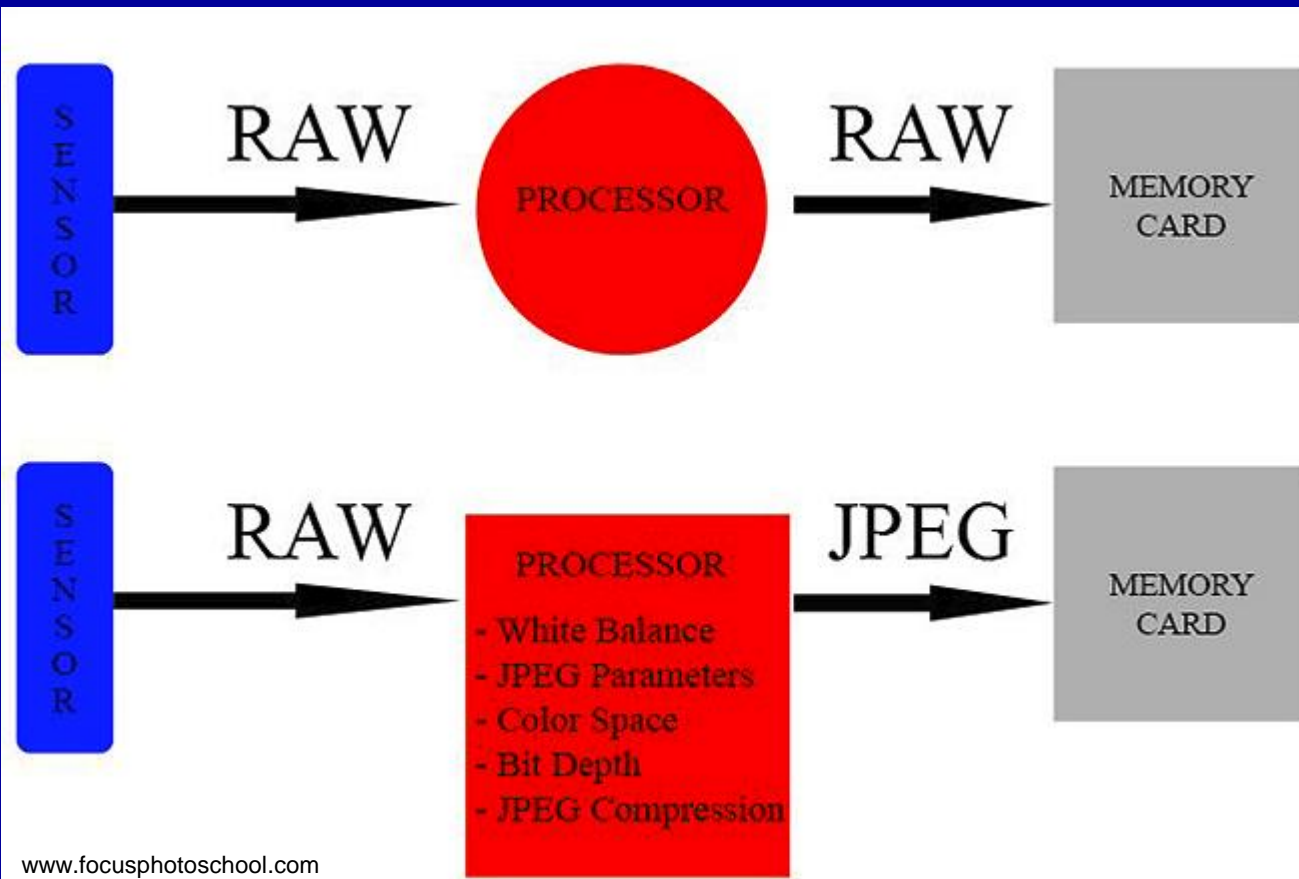 SENSOR
RAW
PROCESSOR
RAW
MEMORY
CARD
SENSOR
RAW
PROCESSOR
- White Balance
- JPEG Parameters
- Color Space
- Bit Depth
- JPEG Compression
JPEG
MEMORY
CARD
www.focusphotoschool.com